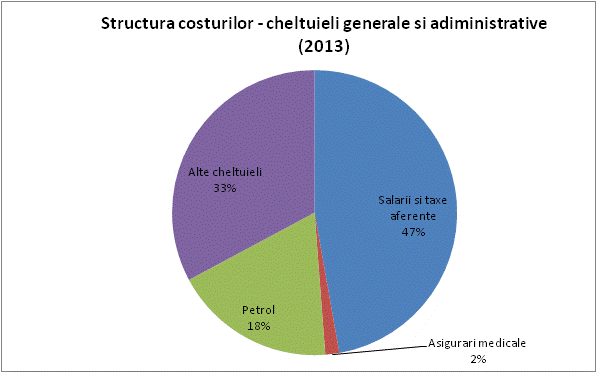 Structura costurilor - cheltuieli generale si adiministrative
(2013)
Alte cheltuieli
33%
Salarii si taxe
aferente
47%
Petrol
18%
Asigurari medicale
2%